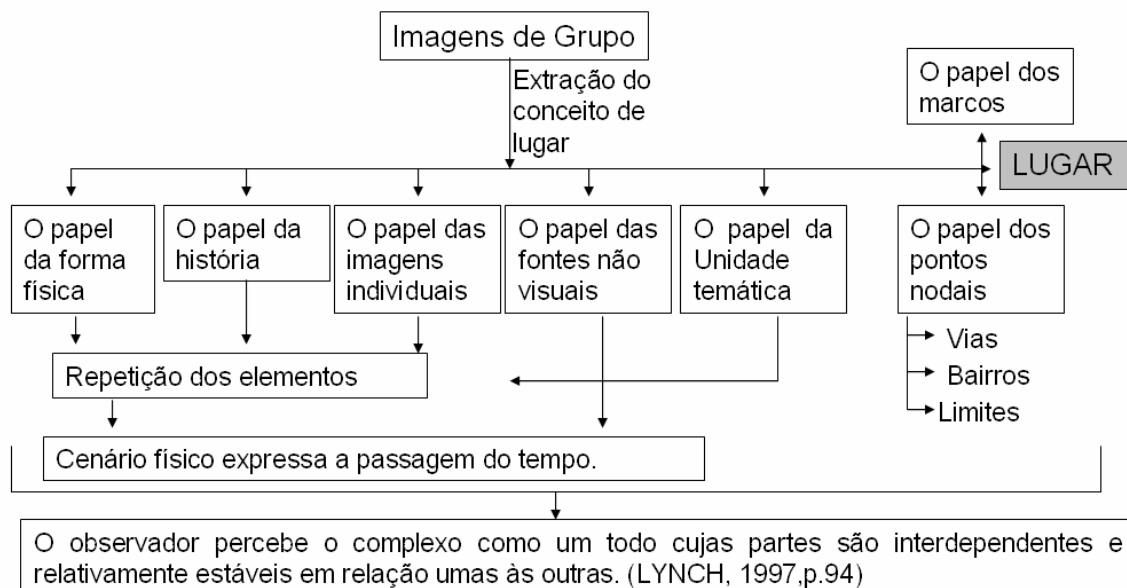 Imagens de Grupo
Extração do
conceito de
lugar
O papel dos
marcos
LUGAR
O papel
da forma
física
O papel da
história
O papel das
imagens
individuais
O papel das
fontes não
visuais
O papel da
Unidade
temática
O papel dos
pontos
nodais
Vias
Bairros
Limites
Repetição dos elementos
Cenário físico expressa a passagem do tempo.
O observador percebe o complexo como um todo cujas partes são interdependentes e
relativamente estáveis em relação umas às outras. (LYNCH, 1997,p.94)